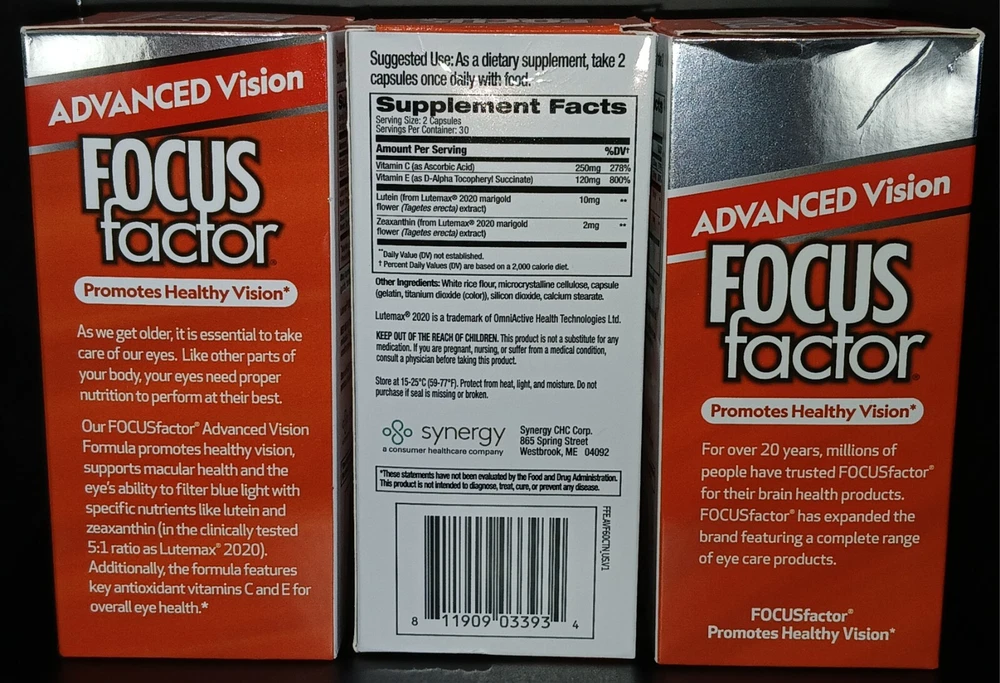 ADVANCED Vision
FOCUS
factor®
Promotes Healthy Vision*
As we get older, it is essential to take
care of our eyes. Like other parts of
your body, your eyes need proper
nutrition to perform at their best.
Our FOCUSfactor® Advanced Vision
Formula promotes healthy vision,
supports macular health and the
eye's ability to filter blue light with
specific nutrients like lutein and
zeaxanthin (in the clinically tested
5:1 ratio as Lutemax® 2020).
Additionally, the formula features
key antioxidant vitamins C and E for
overall eye health.*
Suggested Use: As a dietary supplement, take 2
capsules once daily with food.
Supplement Facts
Serving Size: 2 Capsules
Servings Per Container: 30
Amount Per Serving %DV†
Vitamin C (as Ascorbic Acid) 250mg 278%
Vitamin E (as D-Alpha Tocopheryl Succinate) 120mg 800%
Lutein (from Lutemax® 2020 marigold 10mg **
flower (Tagetes erecta) extract)
Zeaxanthin (from Lutemax® 2020 marigold 2mg **
flower (Tagetes erecta) extract)
**Daily Value (DV) not established.
† Percent Daily Values (DV) are based on a 2,000 calorie diet.
Other Ingredients: White rice flour, microcrystalline cellulose, capsule
(gelatin, titanium dioxide (color)), silicon dioxide, calcium stearate.
Lutemax® 2020 is a trademark of OmniActive Health Technologies Ltd.
KEEP OUT OF THE REACH OF CHILDREN. This product is not a substitute for any
medication. If you are pregnant, nursing, or suffer from a medical condition,
consult a physician before taking this product.
Store at 15-25°C (59-77°F). Protect from heat, light, and moisture. Do not
purchase if seal is missing or broken.
synergy
a consumer healthcare company
Synergy CHC Corp.
865 Spring Street
Westbrook, ME 04092
*These statements have not been evaluated by the Food and Drug Administration.
This product is not intended to diagnose, treat, cure, or prevent any disease.
FFE.AVF60CTN.US.V1
8 11909 03393 4
ADVANCED Vision
FOCUS
factor®
Promotes Healthy Vision*
For over 20 years, millions of
people have trusted FOCUSfactor®
for their brain health products.
FOCUSfactor® has expanded the
brand featuring a complete range
of eye care products.
FOCUSfactor®
Promotes Healthy Vision*